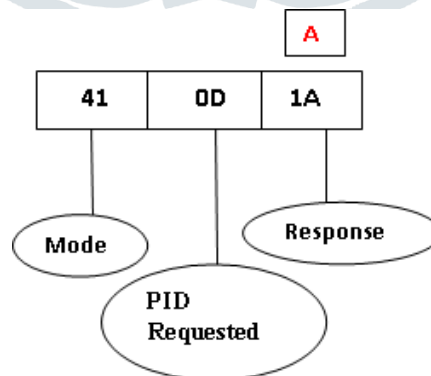 A
41 0D 1A
Mode
Response
PID
Requested